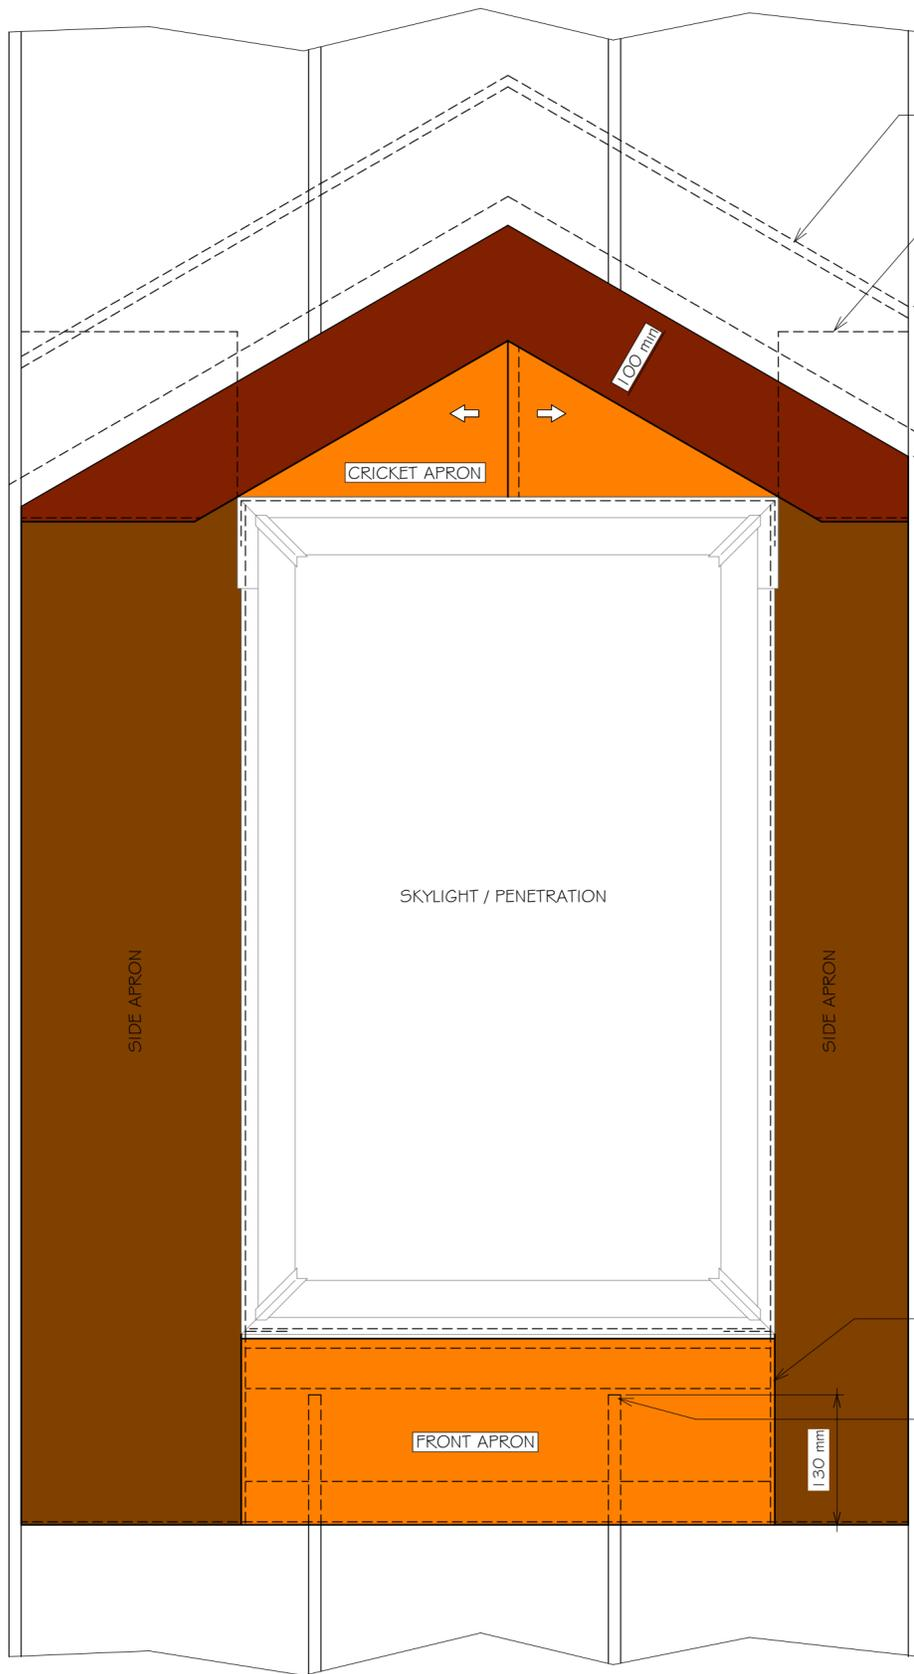 100 min
CRICKET APRON
SKYLIGHT / PENETRATION
SIDE APRON
SIDE APRON
FRONT APRON
130 mm